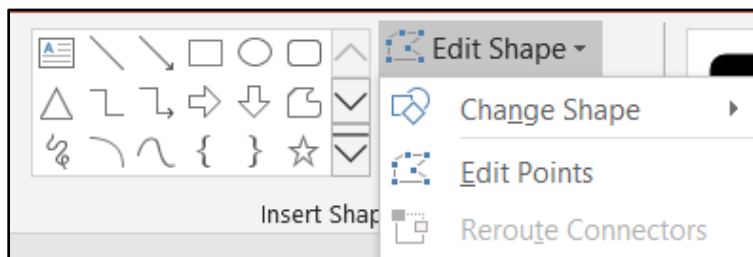 Edit Shape
Change Shape
Edit Points
Reroute Connectors
Insert Shap